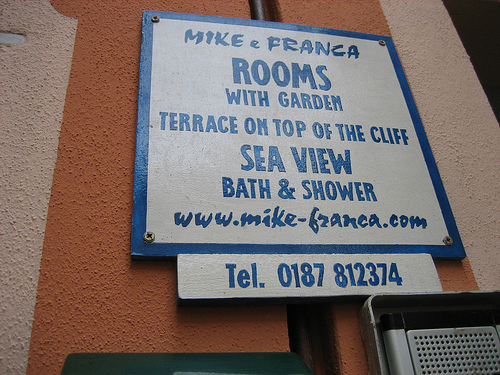 MIKE e FRANCA
ROOMS
WITH GARDEN
TERRACE ON TOP OF THE CLIFF
SEA VIEW
BATH & SHOWER
www.mike-franca.com
Tel. 0187 812374